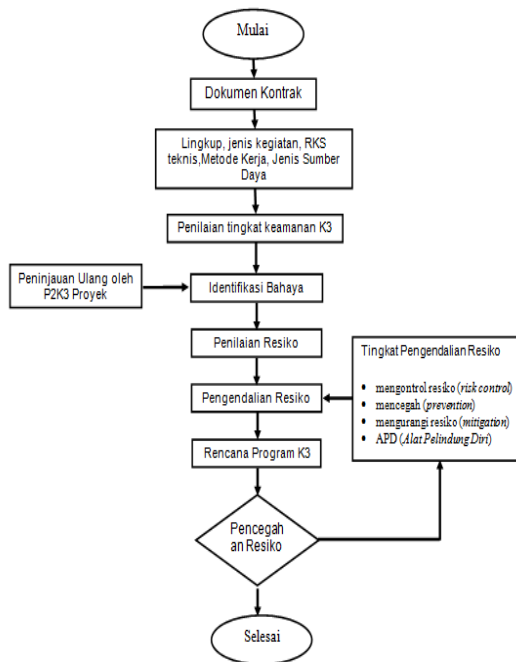 Mulai
Dokumen Kontrak
Lingkup, jenis kegiatan, RKS
teknis,Metode Kerja, Jenis Sumber
Daya
Penilaian tingkat keamanan K3
Peninjauan Ulang oleh
P2K3 Proyek
Identifikasi Bahaya
Penilaian Resiko
Pengendalian Resiko
Tingkat Pengendalian Resiko
• mengontrol resiko (risk control)
• mencegah (prevention)
• mengurangi resiko (mitigation)
• APD (Alat Pelindung Diri)
Rencana Program K3
Pencegah
an Resiko
Selesai